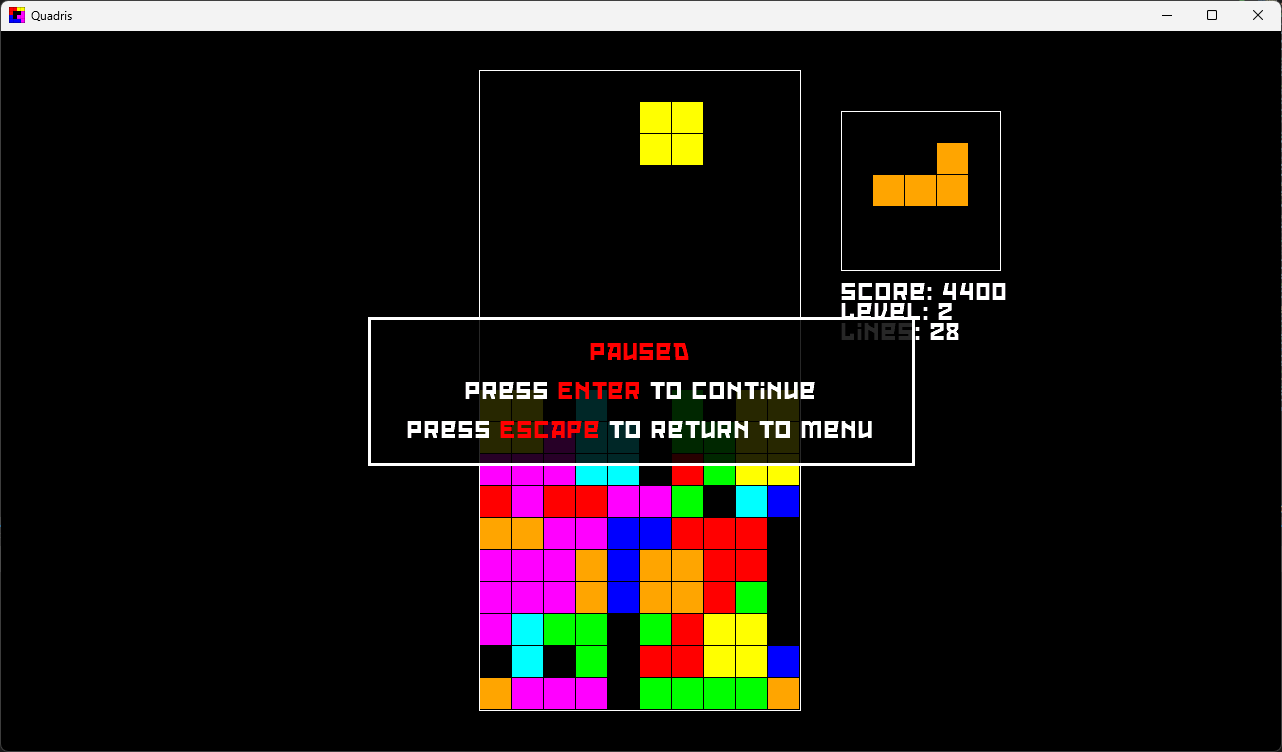 Quadris
SCORE: 4400
LEVEL: 2
LINES: 28
PAUSED
PRESS ENTER TO CONTINUE
PRESS ESCAPE TO RETURN TO MENU